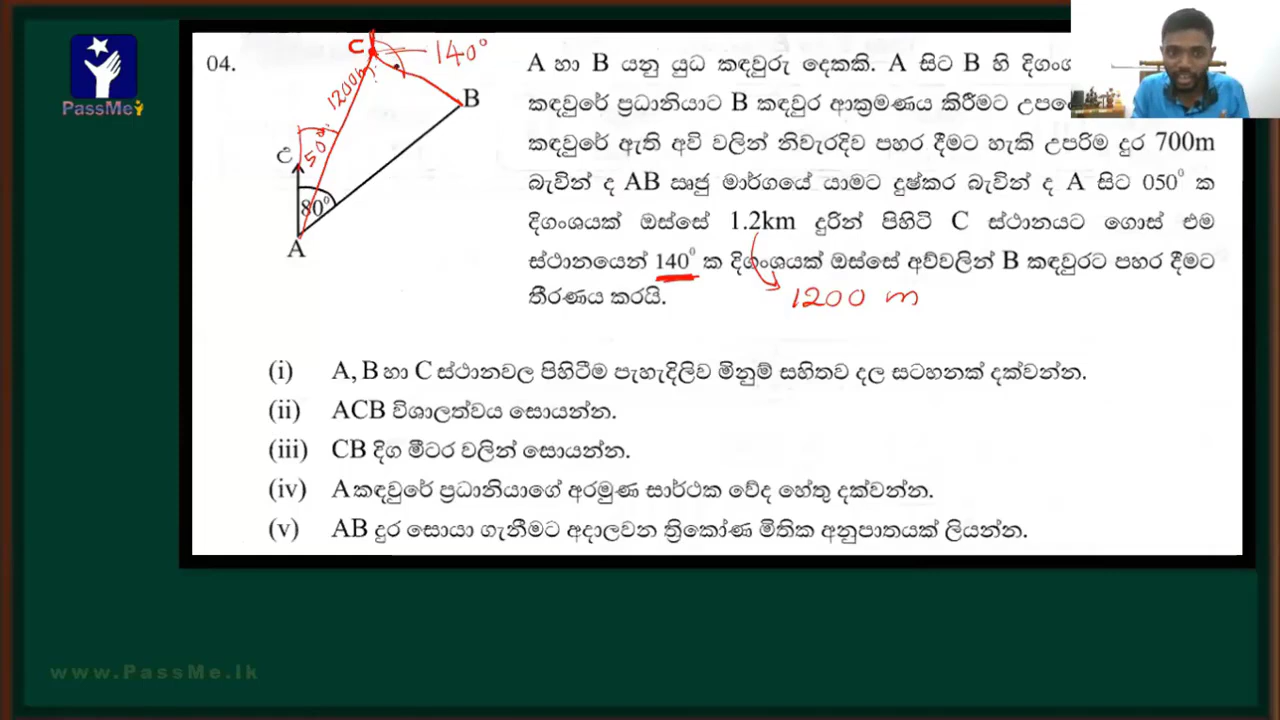 PassMe
04.
C
140°
1200m
B
උ
50°
80°
A
A හා B යනු යුධ කඳවුරු දෙකකි. A සිට B හි
කඳවුරේ ප්‍රධානියාට B කඳවුර ආක්‍රමණය කිරීමට
කඳවුරේ ඇති අවි වලින් නිවැරදිව පහර දීමට හැකි උපරිම දුර 700m
බැවින් ද AB ඍජු මාර්ගයේ යාමට දුෂ්කර බැවින් ද A සිට 050⁰ ක
දිගංශයක් ඔස්සේ 1.2km දුරින් පිහිටි C ස්ථානයට ගොස් එම
ස්ථානයෙන් 140⁰ ක දිගංශයක් ඔස්සේ අවිවලින් B කඳවුරට පහර දීමට
තීරණය කරයි.
1200 m
(i) A, B හා C ස්ථානවල පිහිටීම පැහැදිලිව මිනුම් සහිතව දල සටහනක් දක්වන්න.
(ii) ACB විශාලත්වය සොයන්න.
(iii) CB දිග මීටර වලින් සොයන්න.
(iv) A කඳවුරේ ප්‍රධානියාගේ අරමුණ සාර්ථක වේද හේතු දක්වන්න.
(v) AB දුර සොයා ගැනීමට අදාලවන ත්‍රිකෝණ මිතික අනුපාතයක් ලියන්න.
www.PassMe.lk